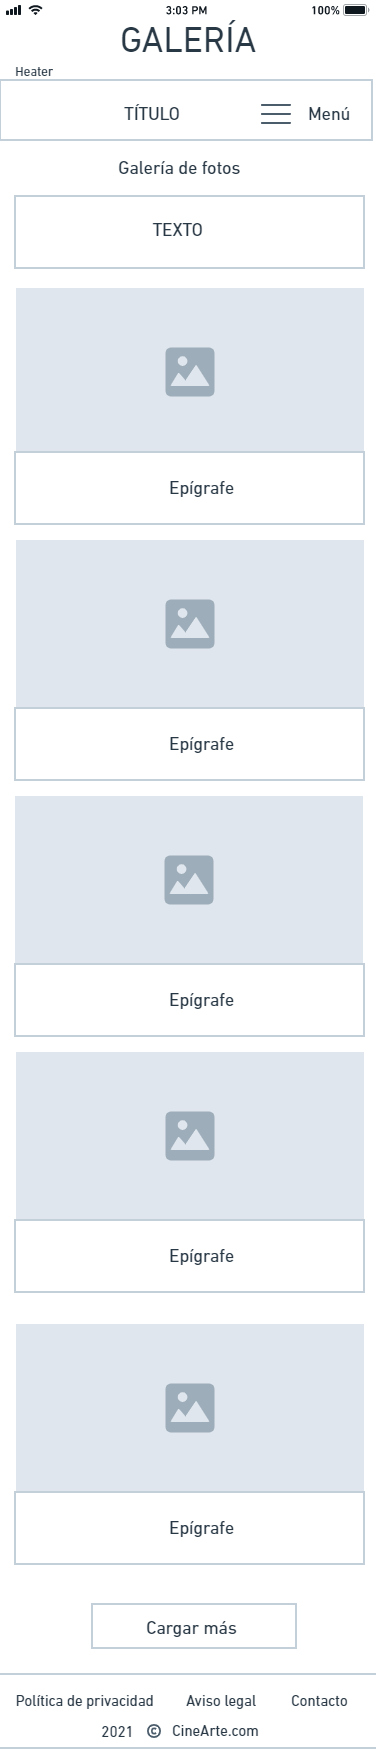 3:03 PM 100%
GALERÍA
Heater
TÍTULO Menú
Galería de fotos
TEXTO
Epígrafe
Epígrafe
Epígrafe
Epígrafe
Epígrafe
Cargar más
Política de privacidad Aviso legal Contacto
2021 © CineArte.com